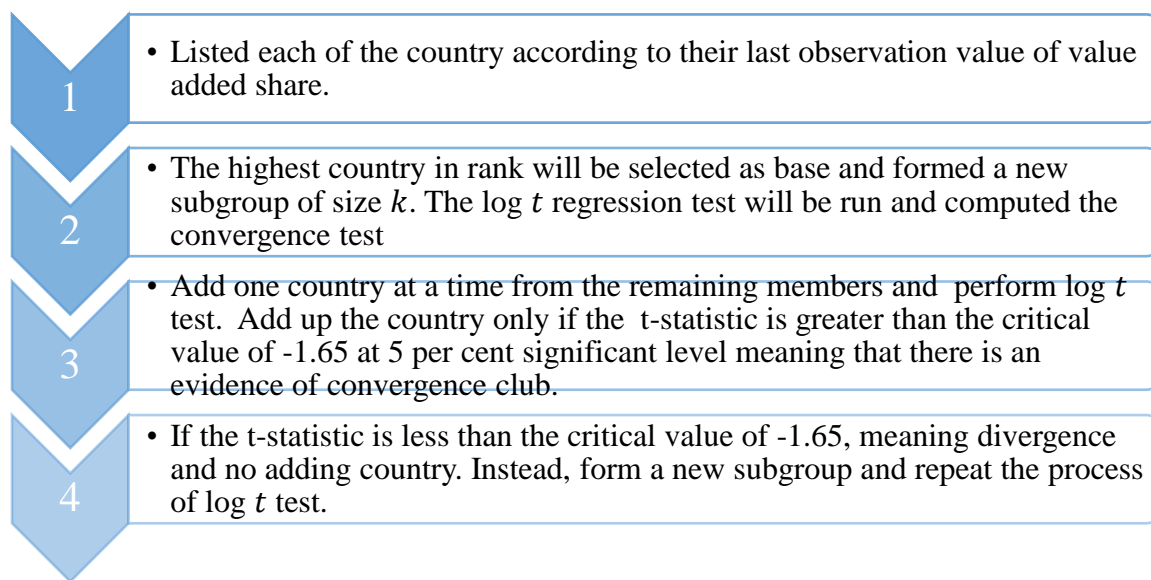 1
• Listed each of the country according to their last observation value of value
added share.
2
• The highest country in rank will be selected as base and formed a new
subgroup of size k. The log t regression test will be run and computed the
convergence test
3
• Add one country at a time from the remaining members and perform log t
test. Add up the country only if the t-statistic is greater than the critical
value of -1.65 at 5 per cent significant level meaning that there is an
evidence of convergence club.
4
• If the t-statistic is less than the critical value of -1.65, meaning divergence
and no adding country. Instead, form a new subgroup and repeat the process
of log t test.